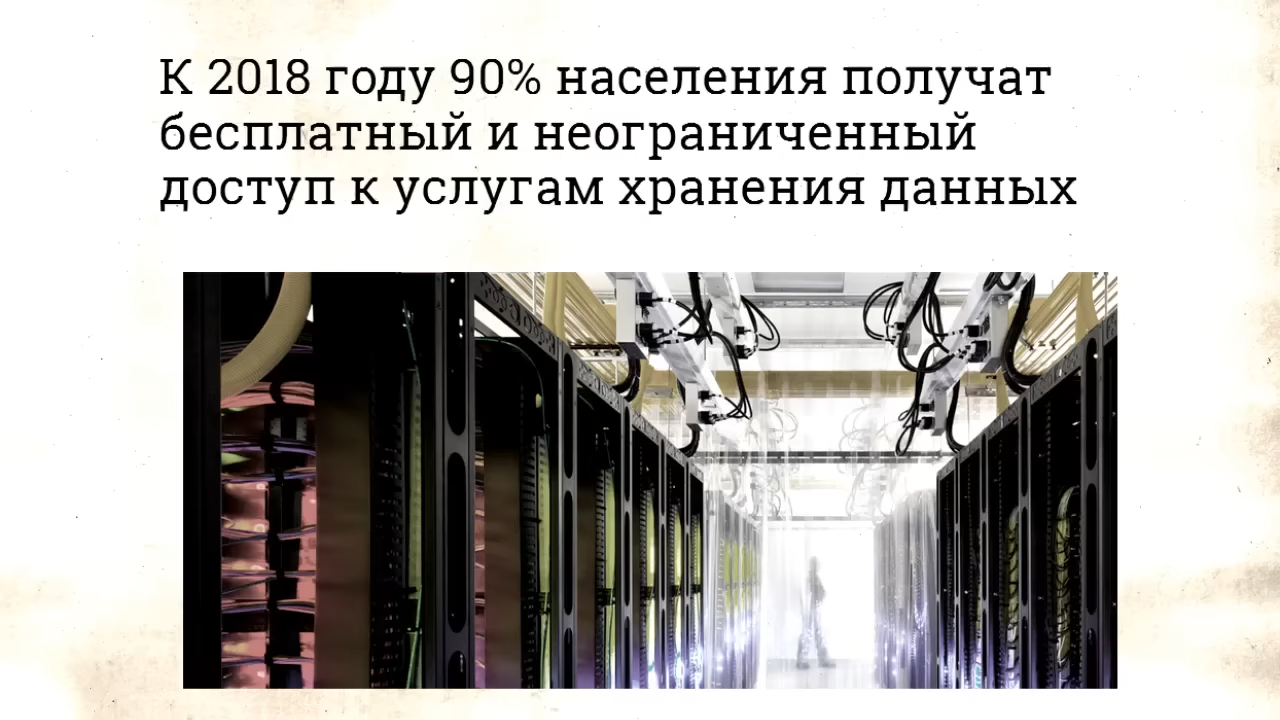 К 2018 году 90% населения получат
бесплатный и неограниченный
доступ к услугам хранения данных